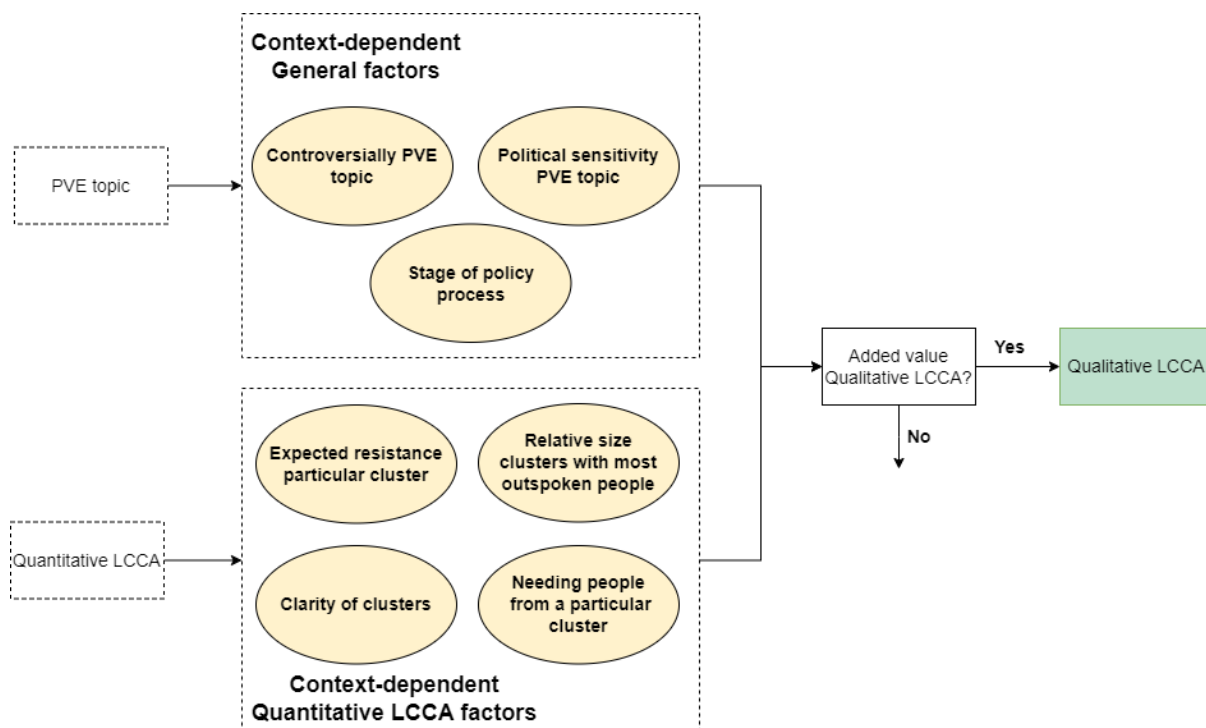 Context-dependent
General factors
Controversially PVE
topic
Political sensitivity
PVE topic
PVE topic
Stage of policy
process
Added value
Qualitative LCCA?
Yes
Qualitative LCCA
No
Expected resistance
particular cluster
Relative size
clusters with most
outspoken people
Quantitative LCCA
Clarity of clusters
Needing people
from a particular
cluster
Context-dependent
Quantitative LCCA factors